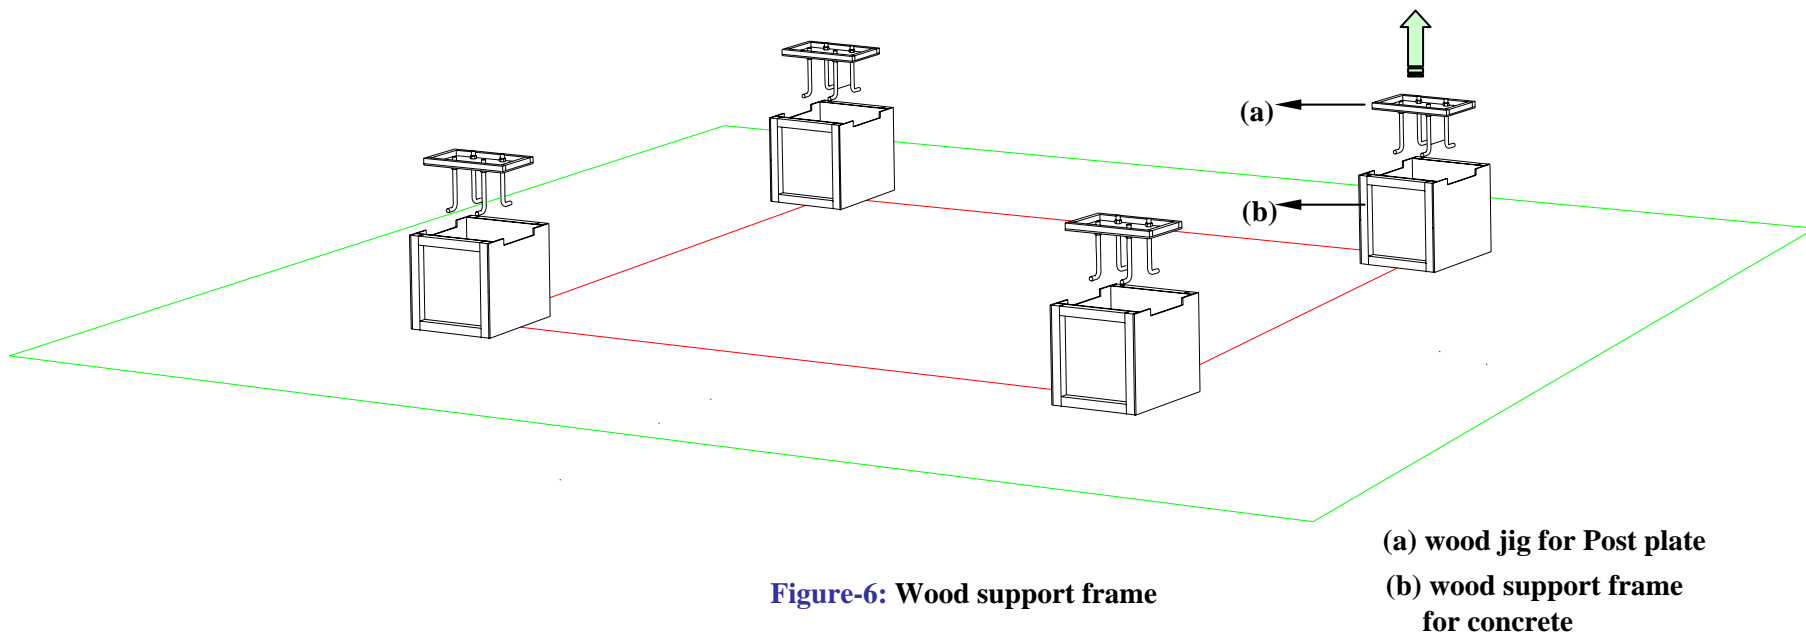 (a)
(b)
(a) wood jig for Post plate
(b) wood support frame
for concrete
Figure-6: Wood support frame